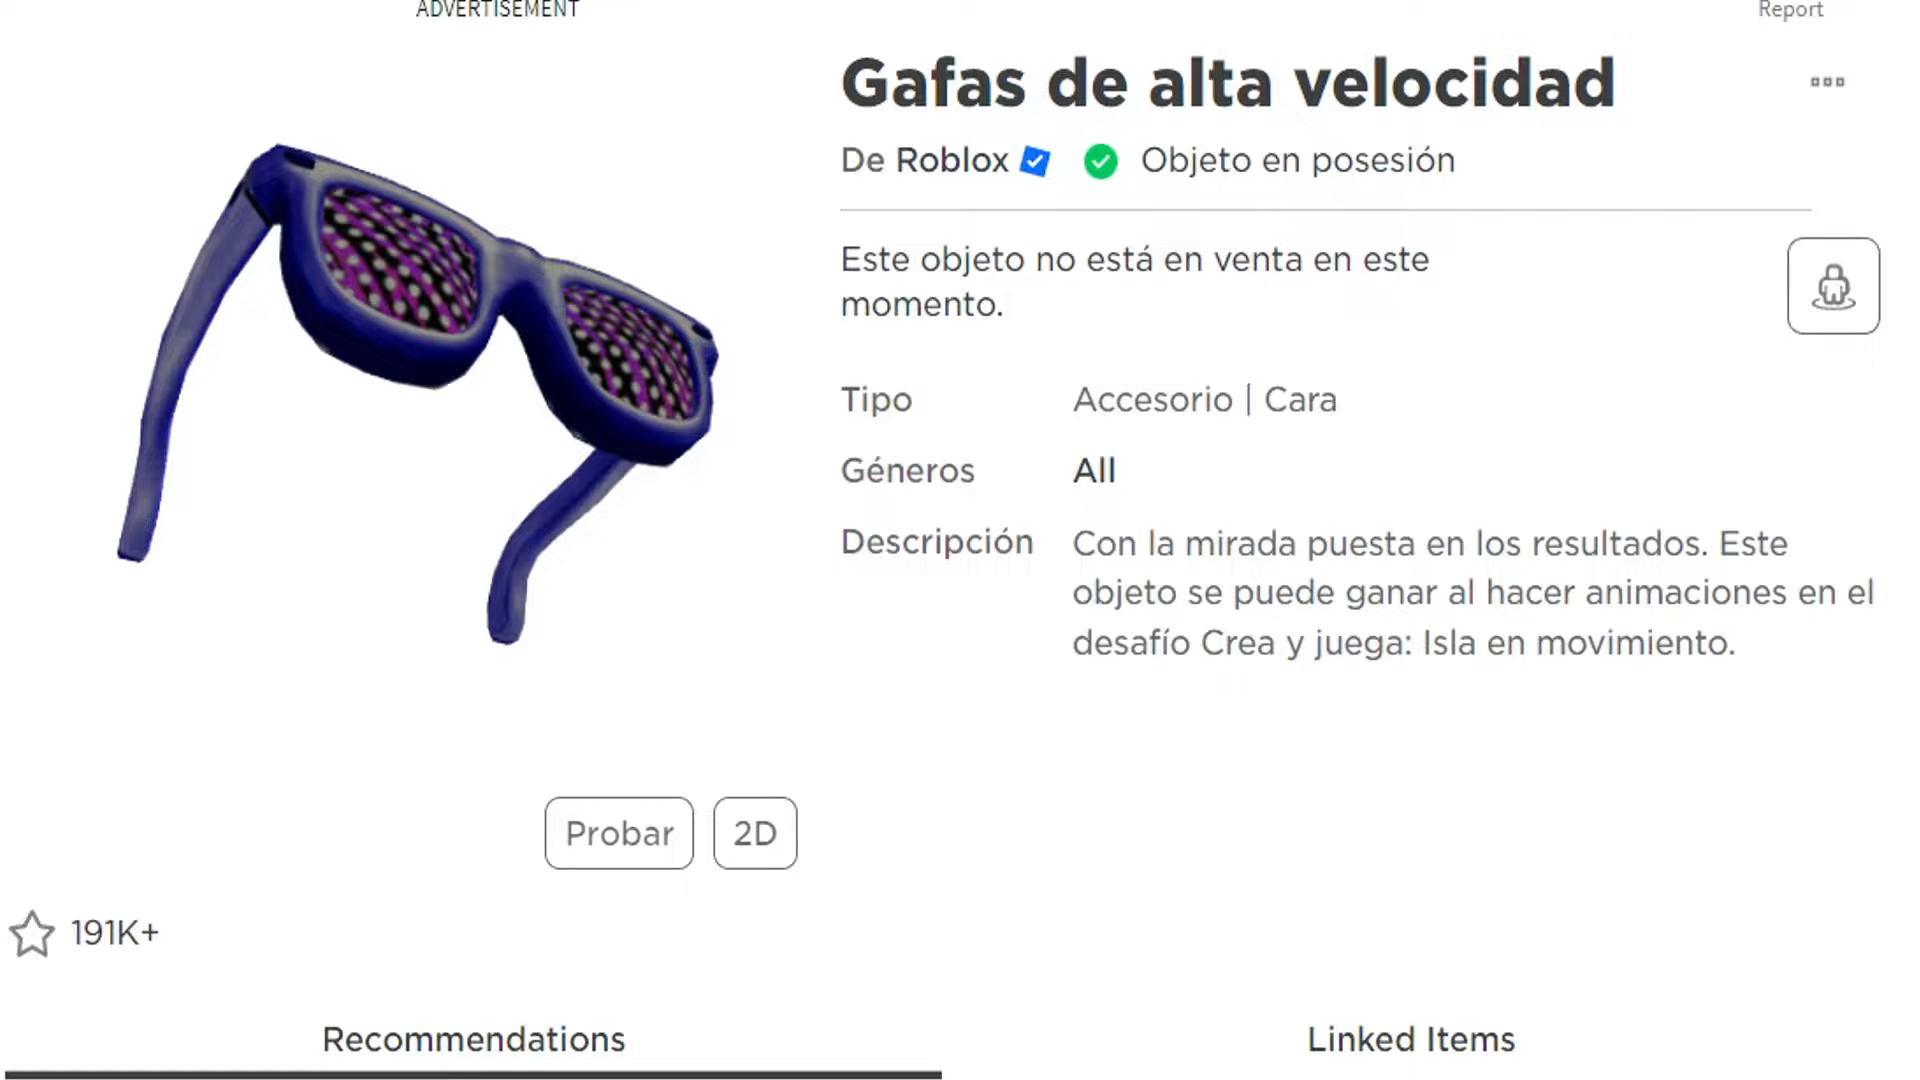 ADVERTISEMENT
Report
Gafas de alta velocidad
De Roblox Objeto en posesión
Este objeto no está en venta en este
momento.
Tipo Accesorio | Cara
Géneros All
Descripción Con la mirada puesta en los resultados. Este
objeto se puede ganar al hacer animaciones en el
desafío Crea y juega: Isla en movimiento.
Probar 2D
191K+
Recommendations Linked Items